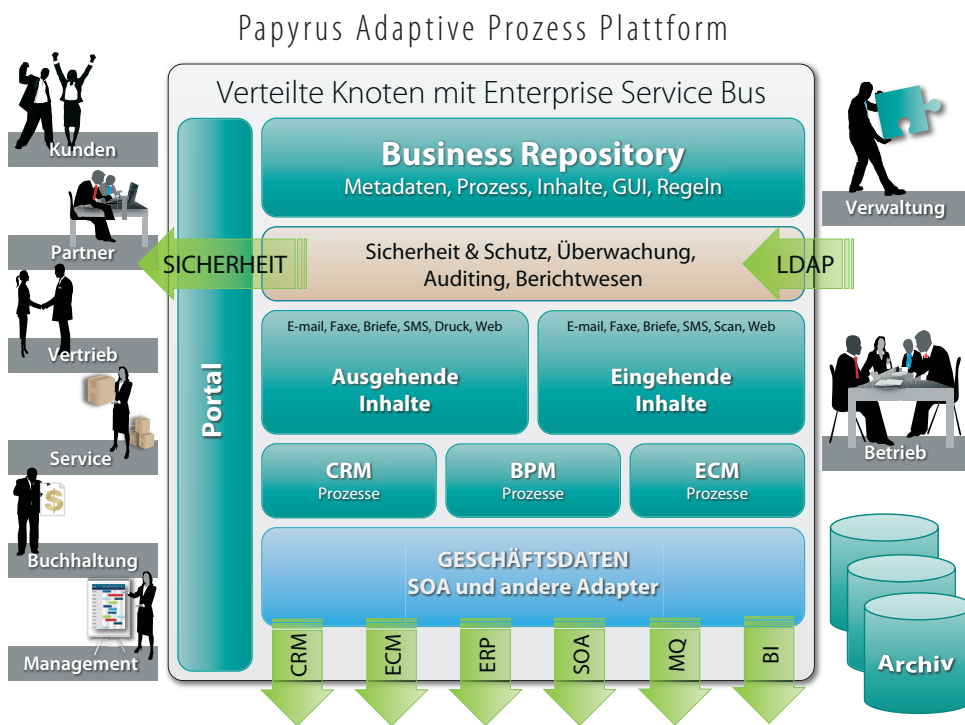 Papyrus Adaptive Prozess Plattform
Verteilte Knoten mit Enterprise Service Bus
Kunden
Partner
Vertrieb
Service
Buchhaltung
Management
Portal
Business Repository
Metadaten, Prozess, Inhalte, GUI, Regeln
SICHERHEIT
Sicherheit & Schutz, Überwachung,
Auditing, Berichtwesen
LDAP
E-mail, Faxe, Briefe, SMS, Druck, Web
Ausgehende
Inhalte
E-mail, Faxe, Briefe, SMS, Scan, Web
Eingehende
Inhalte
CRM
Prozesse
BPM
Prozesse
ECM
Prozesse
GESCHÄFTSDATEN
SOA und andere Adapter
CRM
ECM
ERP
SOA
MQ
BI
Verwaltung
Betrieb
Archiv
$